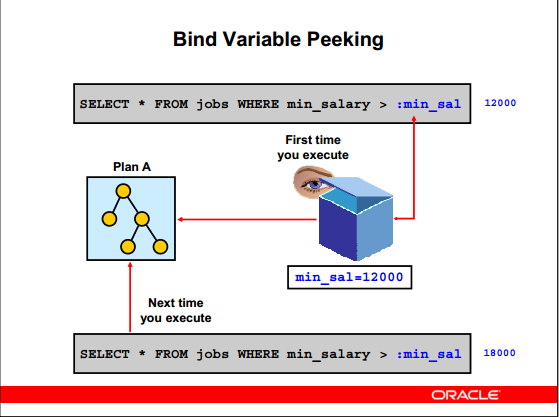 Bind Variable Peeking
SELECT * FROM jobs WHERE min_salary > :min_sal 12000
First time
you execute
Plan A
min_sal=12000
Next time
you execute
SELECT * FROM jobs WHERE min_salary > :min_sal 18000
ORACLE